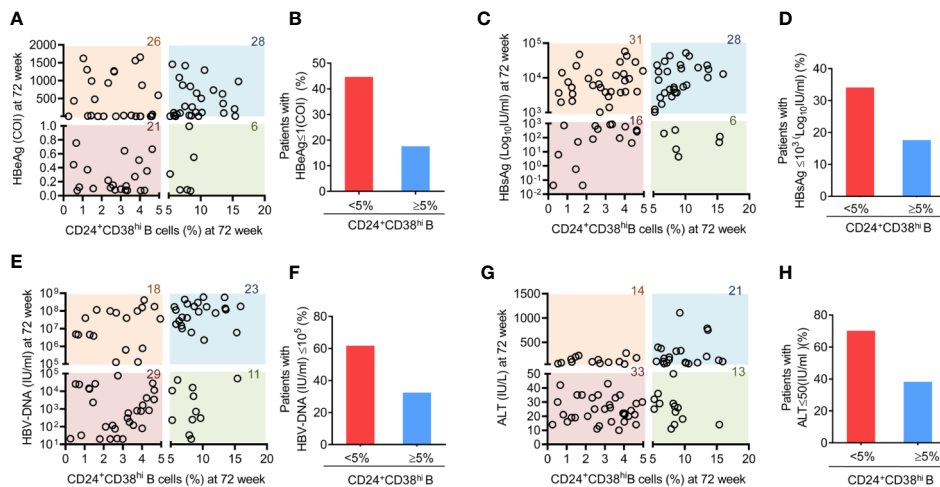 A
HBeAg (COI) at 72 week
2000
1500
1000
500
1.0
0.8
0.6
0.4
0.2
0.0
26
28
21
6
0 1 2 3 4 5 5 10 15 20
CD24+CD38hi B cells (%) at 72 week
B
Patients with
HBeAg≤1(COI) (%)
60
50
40
30
20
10
0
<5% ≥5%
CD24+CD38hi B
C
HBsAg (Log10IU/ml) at 72 week
10^5
10^4
10^3
10^3
10^2
10^1
10^0
10^-1
10^-2
31
28
16
6
0 1 2 3 4 5 5 10 15 20
CD24+CD38hi B cells (%) at 72 week
D
Patients with
HBsAg ≤10^3 (Log10IU/ml) (%)
40
30
20
10
0
<5% ≥5%
CD24+CD38hi B
E
HBV-DNA (IU/ml) at 72 week
10^9
10^8
10^7
10^6
10^5
10^5
10^4
10^3
10^2
10^1
18
23
29
11
0 1 2 3 4 5 5 10 15 20
CD24+CD38hi B cells (%) at 72 week
F
Patients with
HBV-DNA (IU/ml) ≤10^5 (%)
80
60
40
20
0
<5% ≥5%
CD24+CD38hi B
G
ALT (IU/L) at 72 week
1500
1000
500
50
40
30
20
10
0
14
21
33
13
0 1 2 3 4 5 5 10 15 20
CD24+CD38hiB cells (%) at 72 week
H
Patients with
ALT≤50(IU/ml )(%)
80
60
40
20
0
<5% ≥5%
CD24+CD38hi B